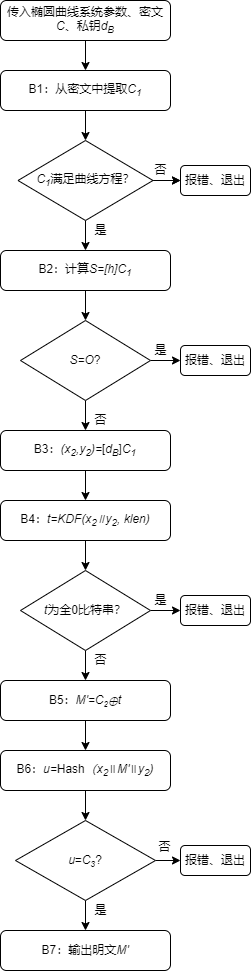 传入椭圆曲线系统参数、密文
C、私钥d_B
B1：从密文中提取C₁
C₁满足曲线方程？
否
报错、退出
是
B2：计算S=[h]C₁
S=O?
是
报错、退出
否
B3：(x₂,y₂)=[d_B]C₁
B4：t=KDF(x₂∥y₂, klen)
t为全0比特串？
是
报错、退出
否
B5：M'=C₂⊕t
B6：u=Hash（x₂∥M'∥y₂)
u=C₃?
否
报错、退出
是
B7：输出明文M'